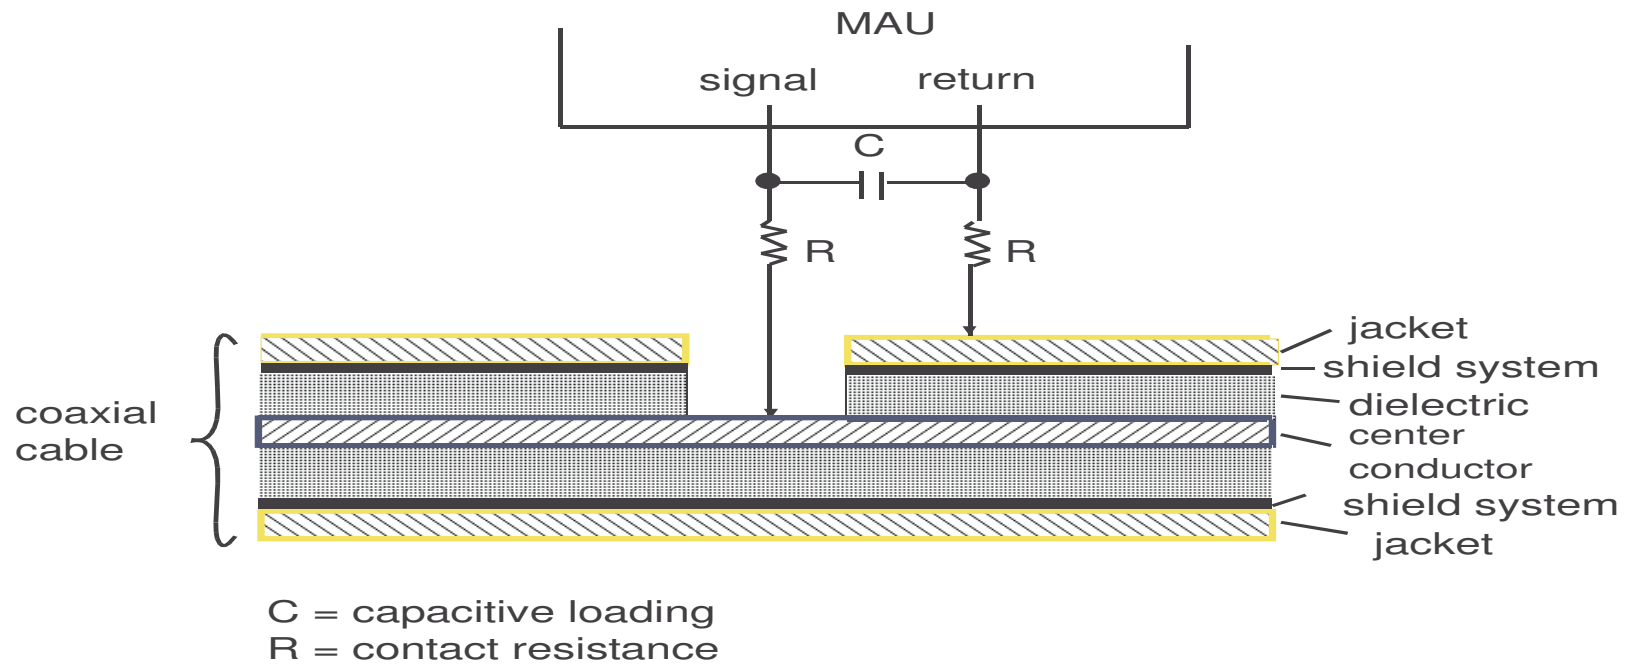 MAU
signal
return
C
R
R
jacket
shield system
dielectric
center
conductor
shield system
jacket
coaxial
cable
C = capacitive loading
R = contact resistance